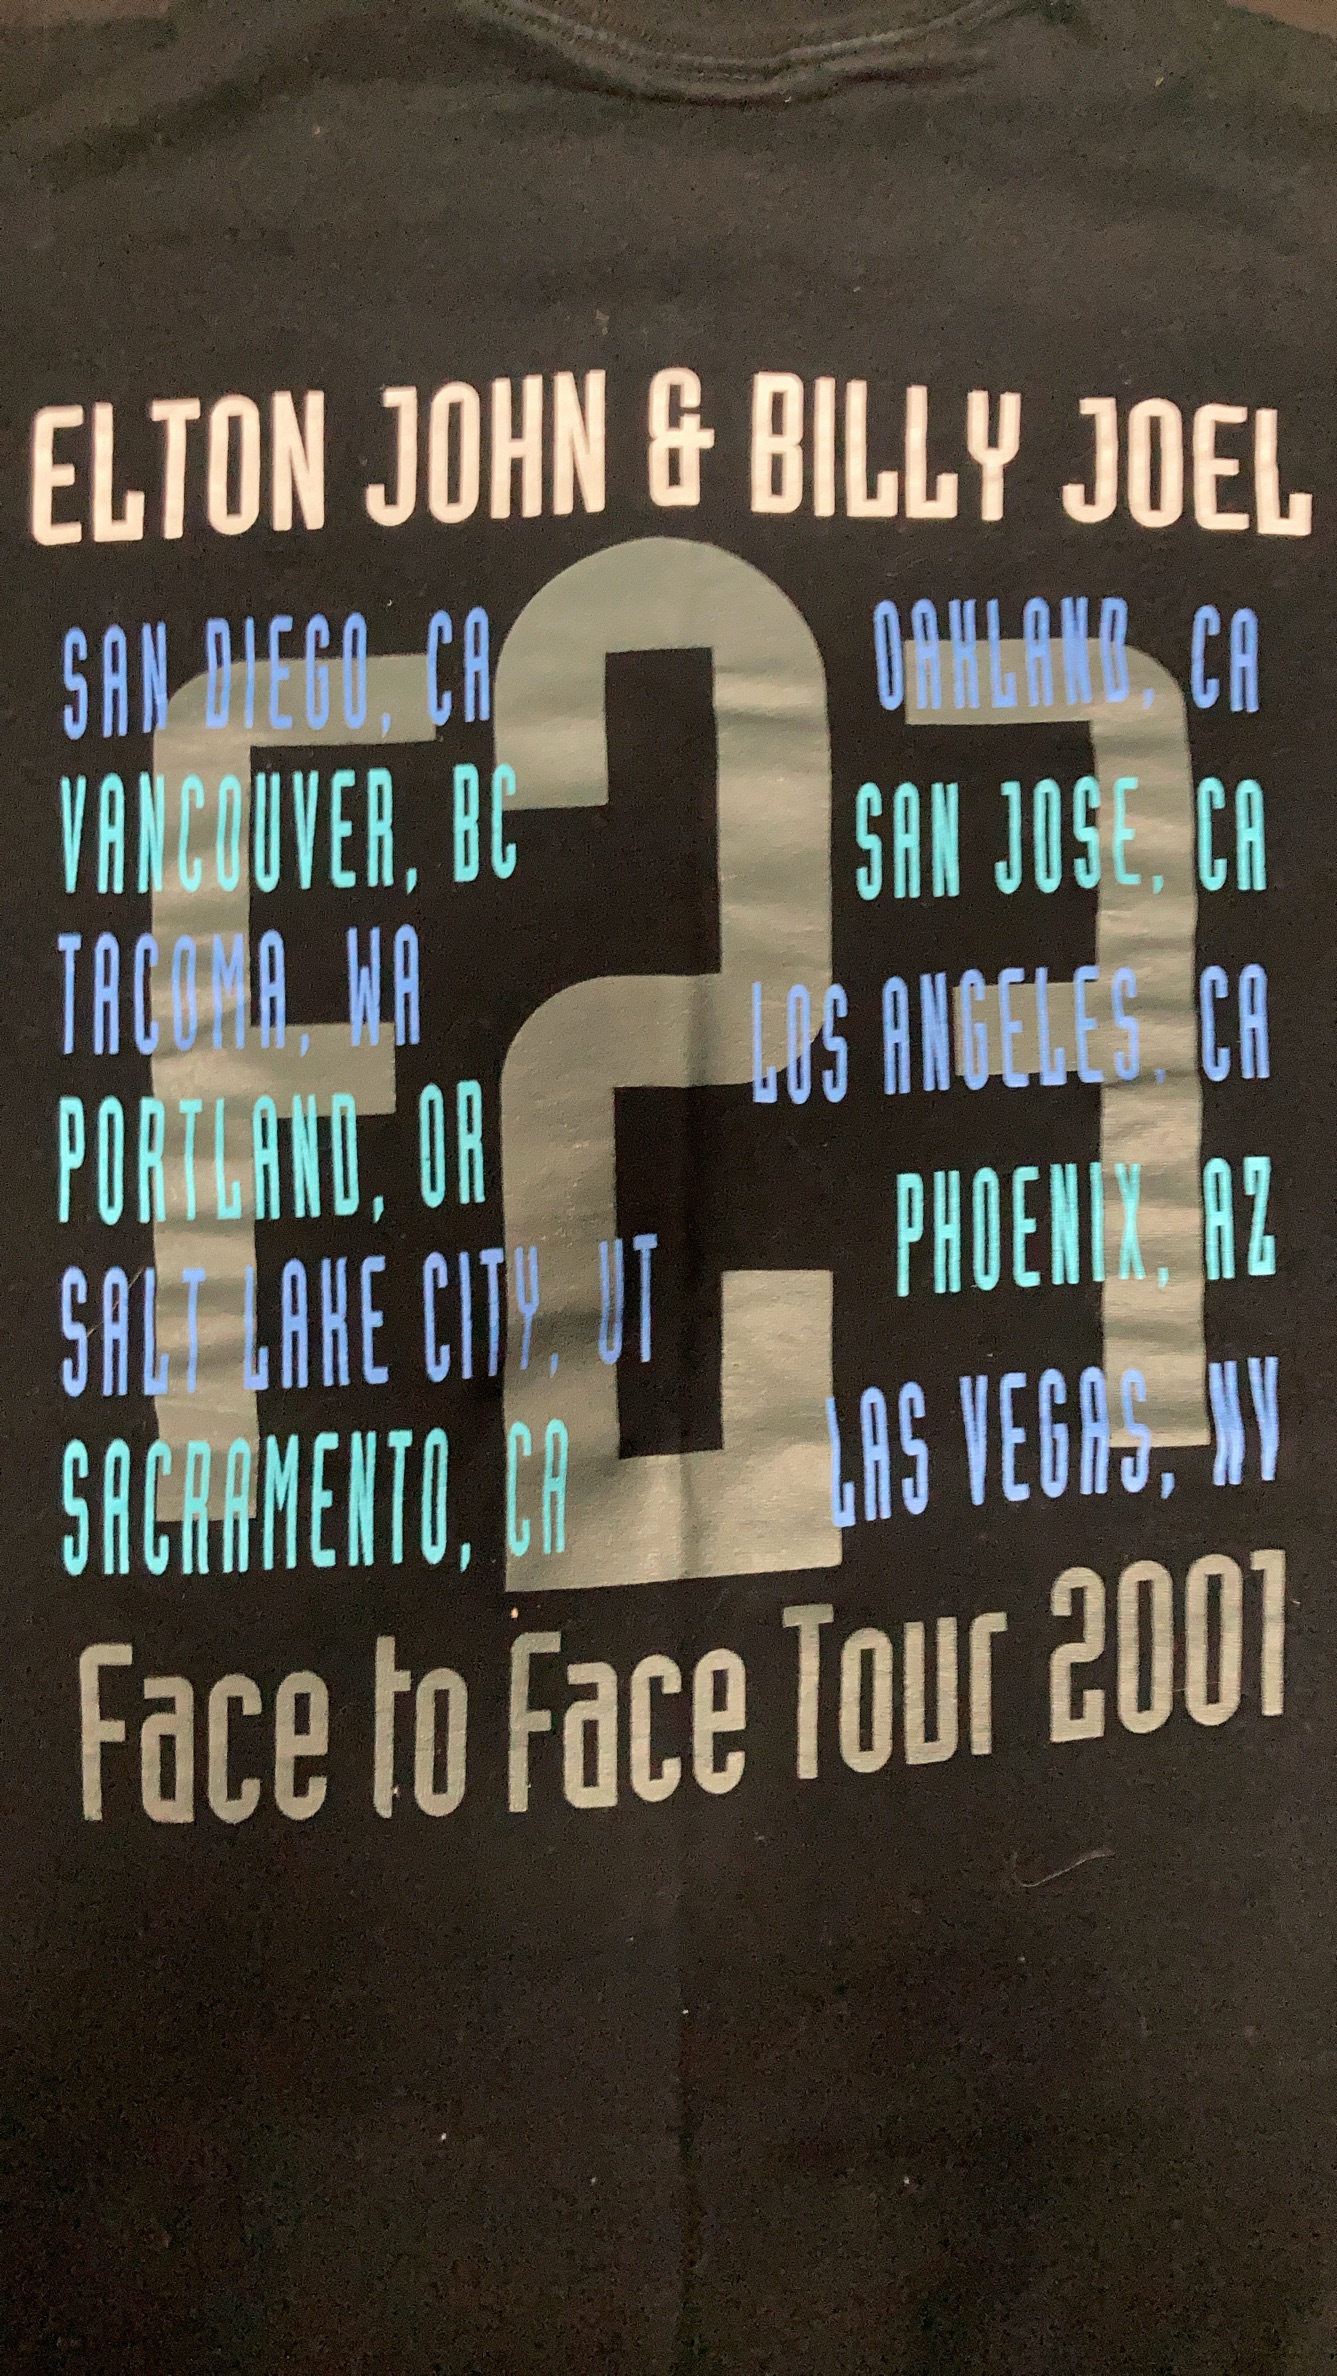 ELTON JOHN & BILLY JOEL
SAN DIEGO, CA
VANCOUVER, BC
TACOMA, WA
PORTLAND, OR
SALT LAKE CITY, UT
SACRAMENTO, CA
OAKLAND, CA
SAN JOSE, CA
LOS ANGELES, CA
PHOENIX, AZ
LAS VEGAS, NV
F2F
Face to Face Tour 2001